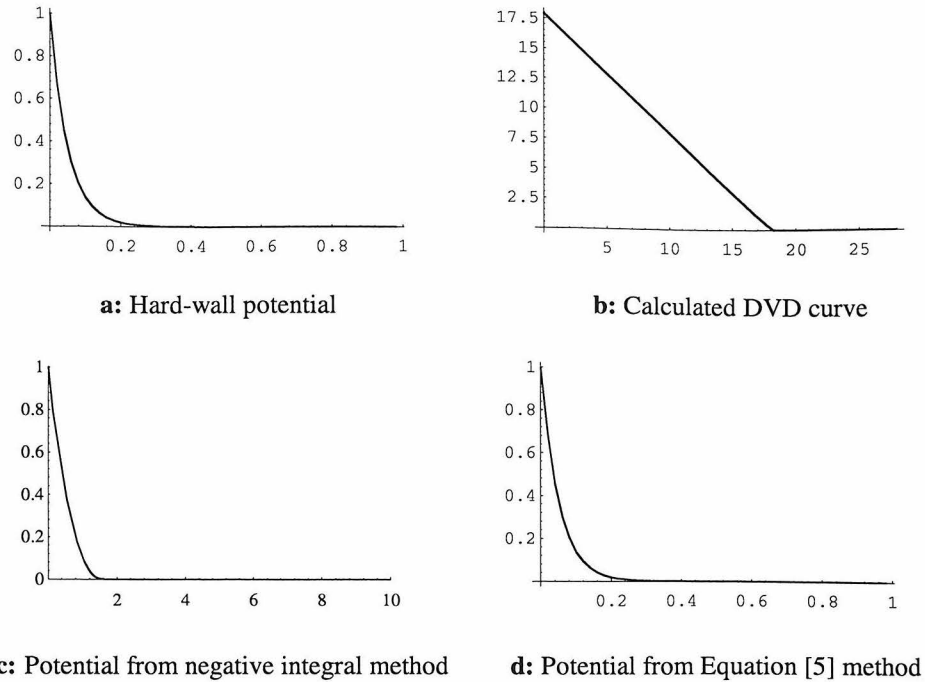 1
0.8
0.6
0.4
0.2
0.2 0.4 0.6 0.8 1
a: Hard-wall potential
17.5
15
12.5
10
7.5
5
2.5
5 10 15 20 25
b: Calculated DVD curve
1
0.8
0.6
0.4
0.2
0
2 4 6 8 10
c: Potential from negative integral method
1
0.8
0.6
0.4
0.2
0.2 0.4 0.6 0.8 1
d: Potential from Equation [5] method